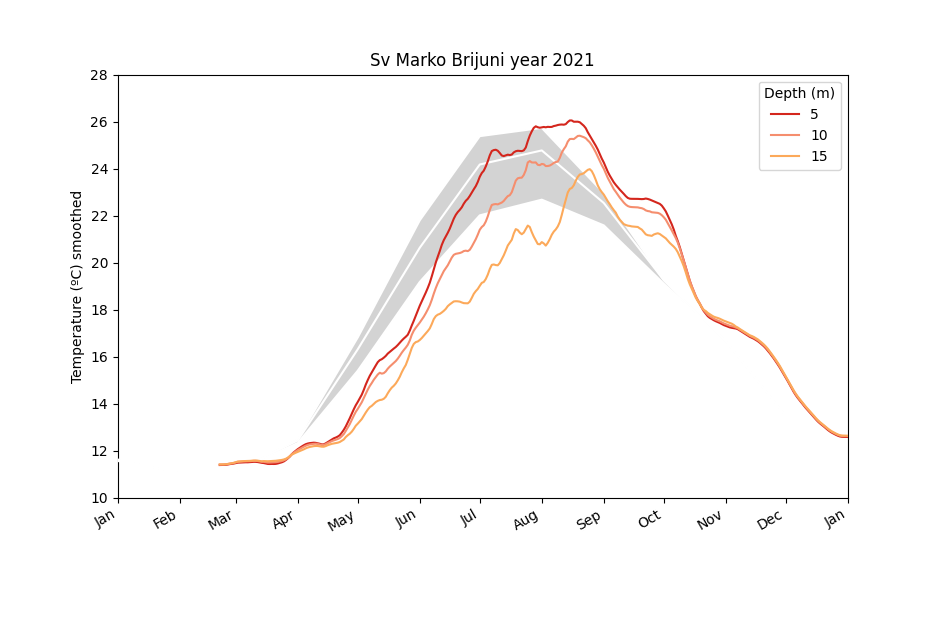 Sv Marko Brijuni year 2021
Temperature (ºC) smoothed
28
26
24
22
20
18
16
14
12
10
Jan
Feb
Mar
Apr
May
Jun
Jul
Aug
Sep
Oct
Nov
Dec
Jan
Depth (m)
5
10
15